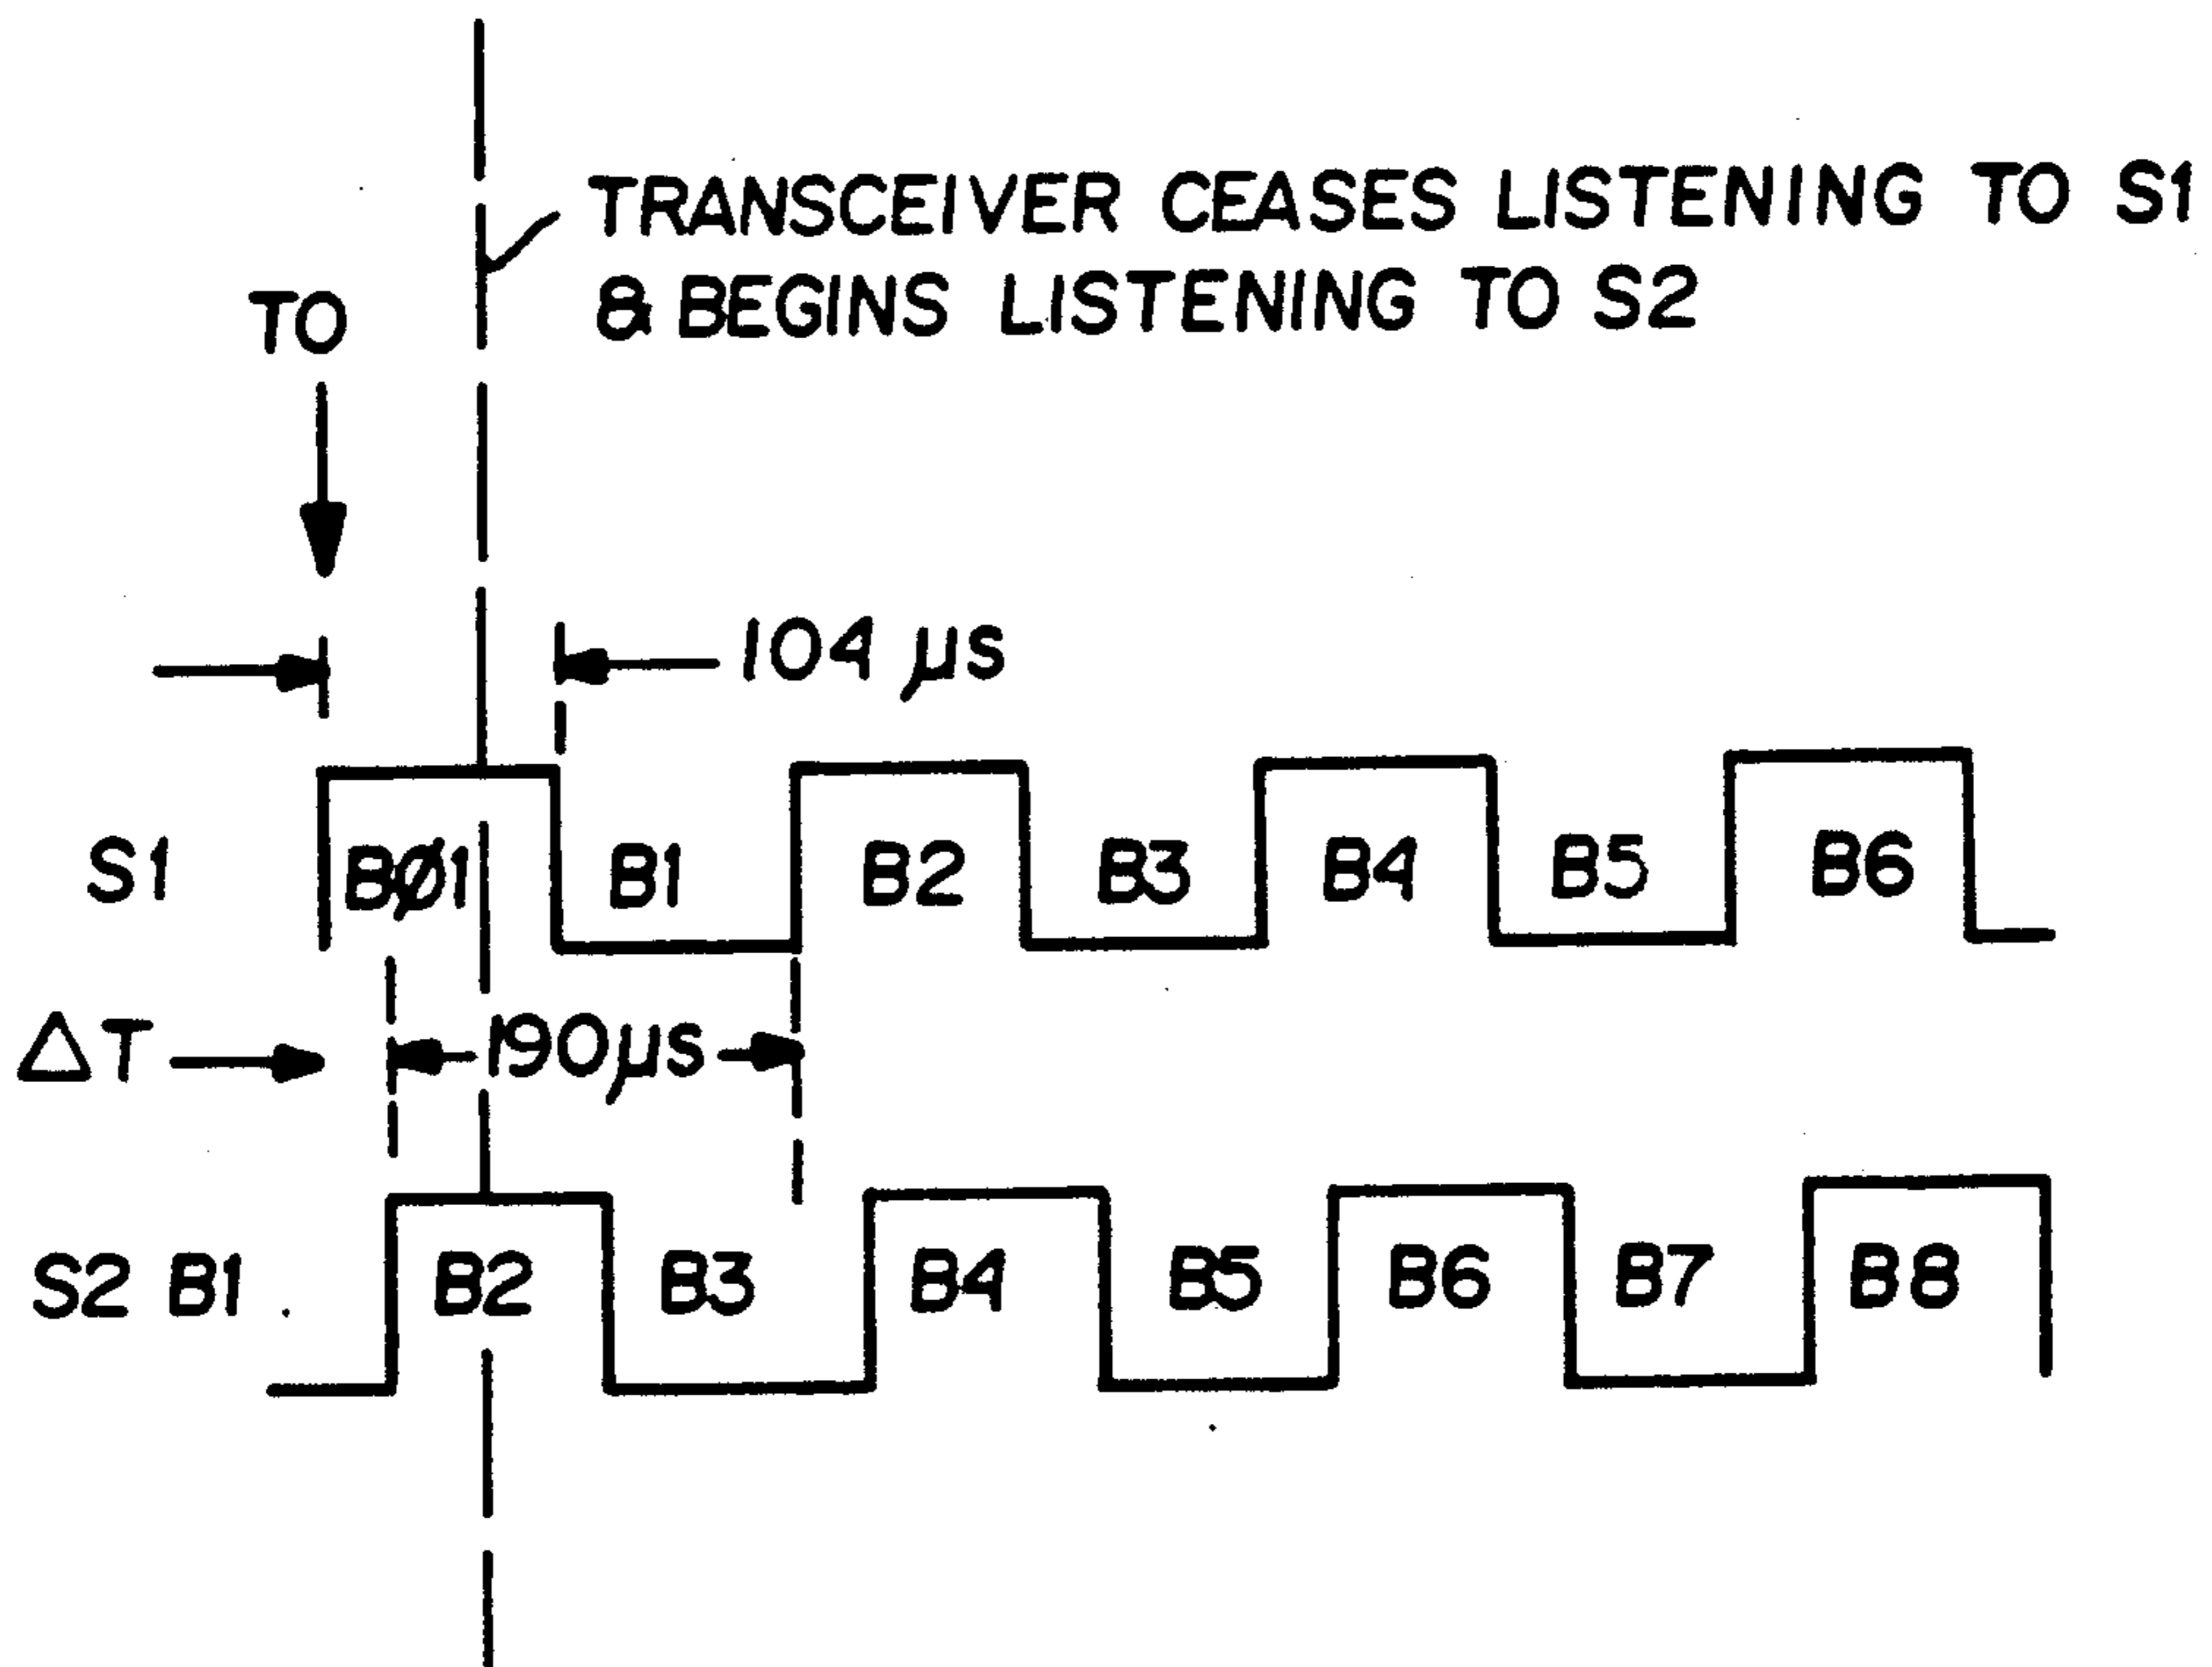 TRANSCEIVER CEASES LISTENING TO S1
& BEGINS LISTENING TO S2
TO
104 µs
S1 BØ1 B1 B2 B3 B4 B5 B6
ΔT 190µs
S2 B1 B2 B3 B4 B5 B6 B7 B8